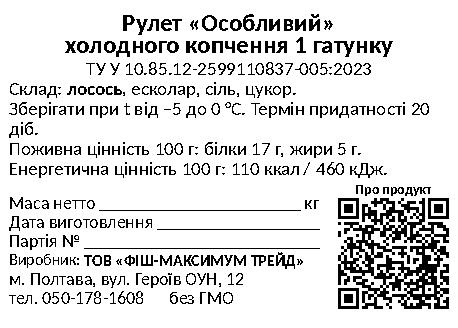 Рулет «Особливий»
холодного копчення 1 гатунку
ТУ У 10.85.12-2599110837-005:2023
Склад: лосось, есколар, сіль, цукор.
Зберігати при t від –5 до 0 °С. Термін придатності 20
діб.
Поживна цінність 100 г: білки 17 г, жири 5 г.
Енергетична цінність 100 г: 110 ккал / 460 кДж.
Про продукт
Маса нетто ______________________ кг
Дата виготовлення __________________
Партія № __________________________
Виробник: ТОВ «ФІШ-МАКСИМУМ ТРЕЙД»
м. Полтава, вул. Героїв ОУН, 12
тел. 050-178-1608 без ГМО